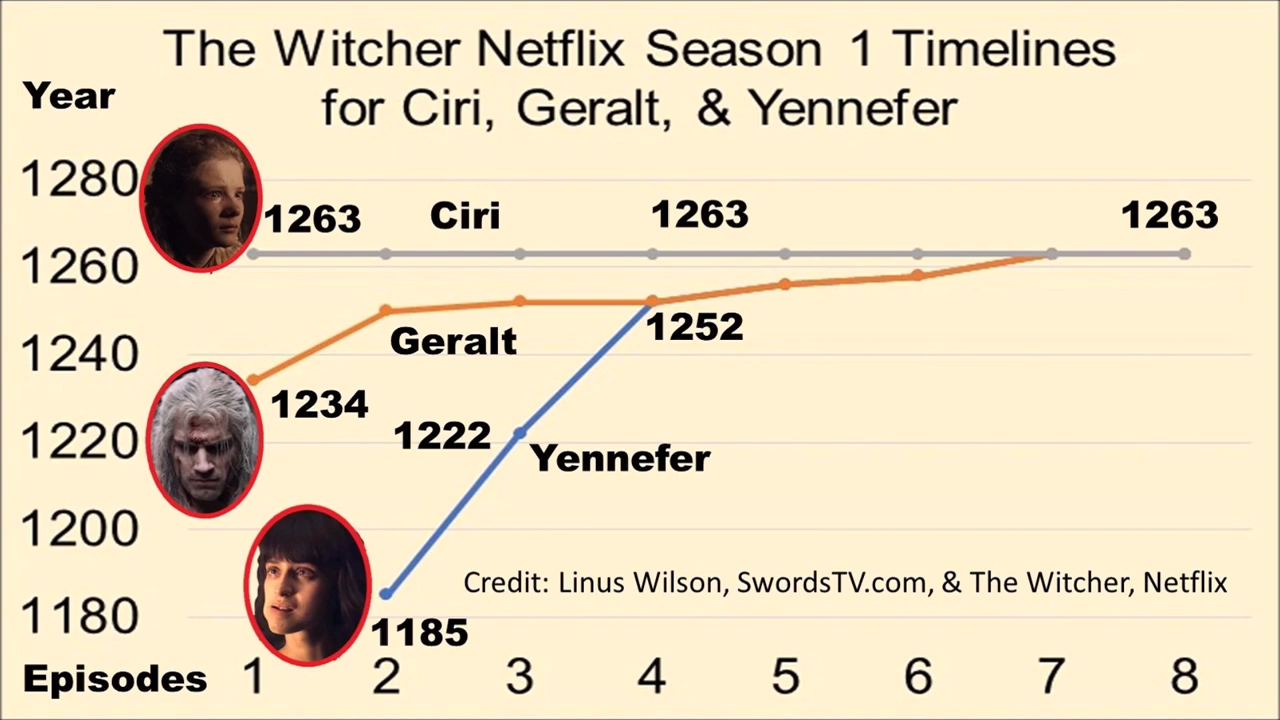 The Witcher Netflix Season 1 Timelines
for Ciri, Geralt, & Yennefer
Year
1280
1263 Ciri 1263 1263
1260
Geralt 1252
1240
1234
1220 1222 Yennefer
1200
Credit: Linus Wilson, SwordsTV.com, & The Witcher, Netflix
1180 1185
Episodes 1 2 3 4 5 6 7 8